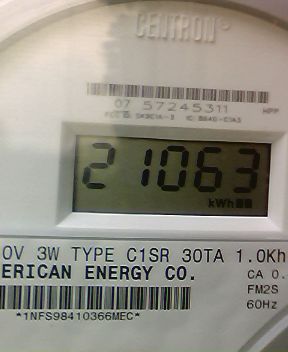 CENTRON®
07 57245311 HPP
21063
kWh
0V 3W TYPE C1SR 30TA 1.0Kh
ERICAN ENERGY CO. CA 0.
FM2S
60Hz
*1NFS98410366MEC*